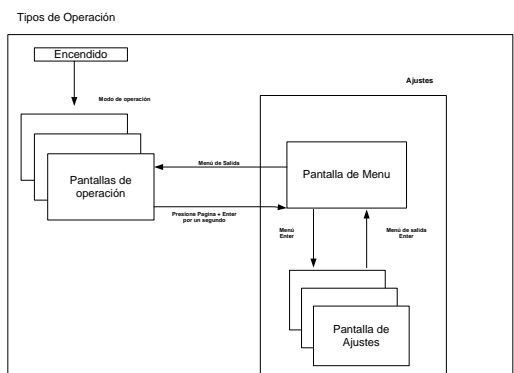 Tipos de Operación
Encendido
Modo de operación
Ajustes
Pantallas de
operación
Menú de Salida
Pantalla de Menu
Presione Pagina + Enter
por un segundo
Menú
Enter
Menú de salida
Enter
Pantalla de
Ajustes